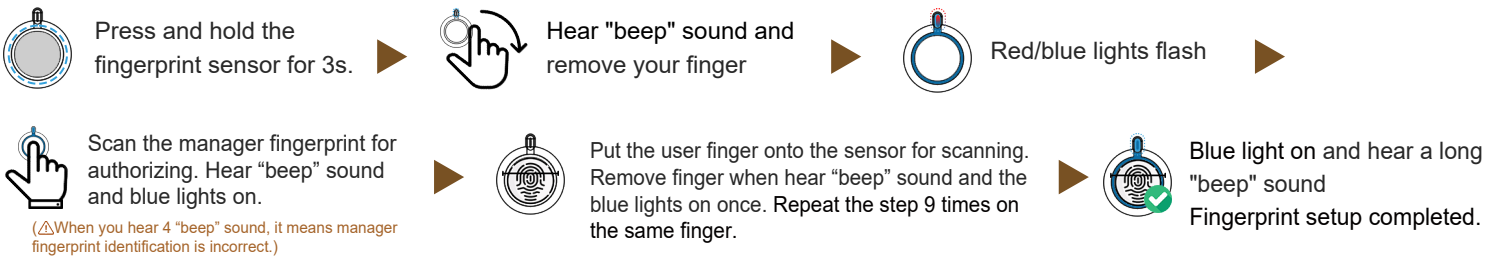 Press and hold the
fingerprint sensor for 3s.
Hear "beep" sound and
remove your finger
Red/blue lights flash
Scan the manager fingerprint for
authorizing. Hear “beep” sound
and blue lights on.
(⚠When you hear 4 “beep” sound, it means manager
fingerprint identification is incorrect.)
Put the user finger onto the sensor for scanning.
Remove finger when hear “beep” sound and the
blue lights on once. Repeat the step 9 times on
the same finger.
Blue light on and hear a long
"beep" sound
Fingerprint setup completed.